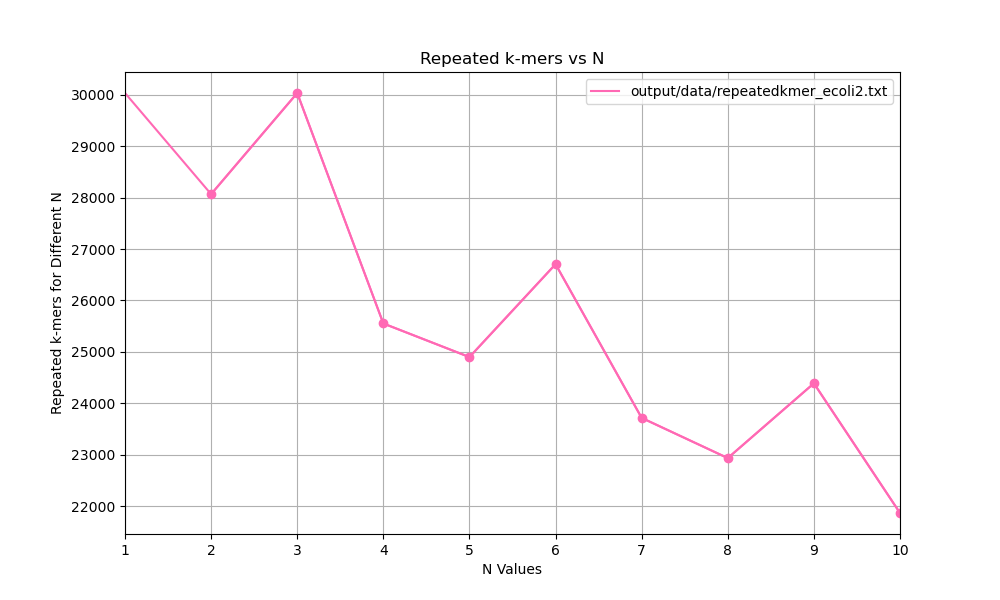 Repeated k-mers vs N
output/data/repeatedkmer_ecoli2.txt
Repeated k-mers for Different N
30000
29000
28000
27000
26000
25000
24000
23000
22000
1 2 3 4 5 6 7 8 9 10
N Values